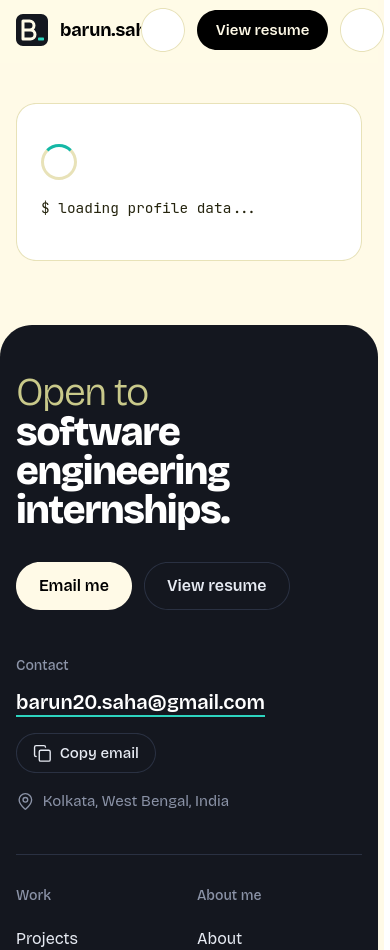 B_
barun.sah
View resume
$ loading profile data...
Open to
software
engineering
internships.
Email me
View resume
Contact
barun20.saha@gmail.com
Copy email
Kolkata, West Bengal, India
Work
About me
Projects
About